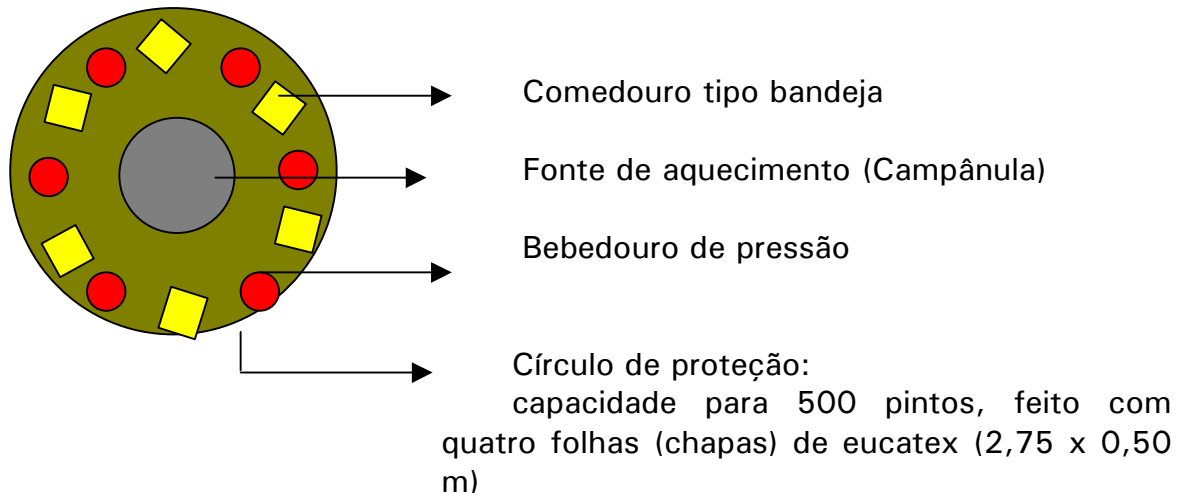 Comedouro tipo bandeja
Fonte de aquecimento (Campânula)
Bebedouro de pressão
Círculo de proteção:
capacidade para 500 pintos, feito com
quatro folhas (chapas) de eucatex (2,75 x 0,50
m)